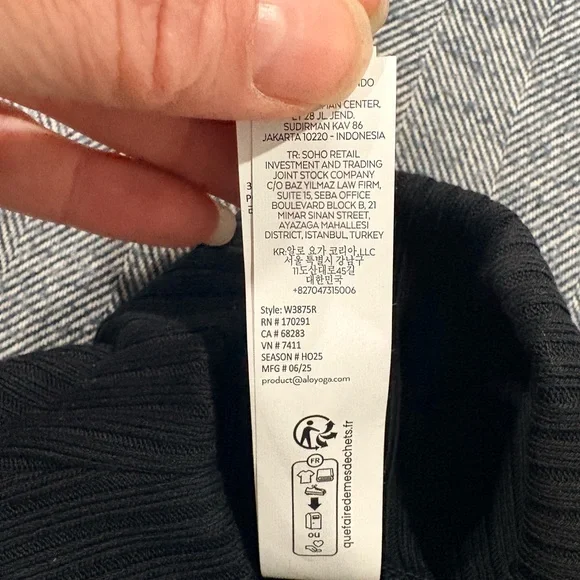 NDO
MAN CENTER,
LT 28 JL. JEND.
SUDIRMAN KAV 86
JAKARTA 10220 - INDONESIA
TR: SOHO RETAIL
INVESTMENT AND TRADING
JOINT STOCK COMPANY
C/O BAZ YILMAZ LAW FIRM,
SUITE 15, SEBA OFFICE
BOULEVARD BLOCK B, 21
MIMAR SINAN STREET,
AYAZAGA MAHALLESI
DISTRICT, ISTANBUL, TURKEY
KR:알로 요가 코리아,LLC
서울 특별시 강남구
11도산대로45길
대한민국
+827047315006
Style: W3875R
RN # 170291
CA # 68283
VN # 7411
SEASON # HO25
MFG # 06/25
product@aloyoga.com
FR
ou
quefairedemesdechets.fr